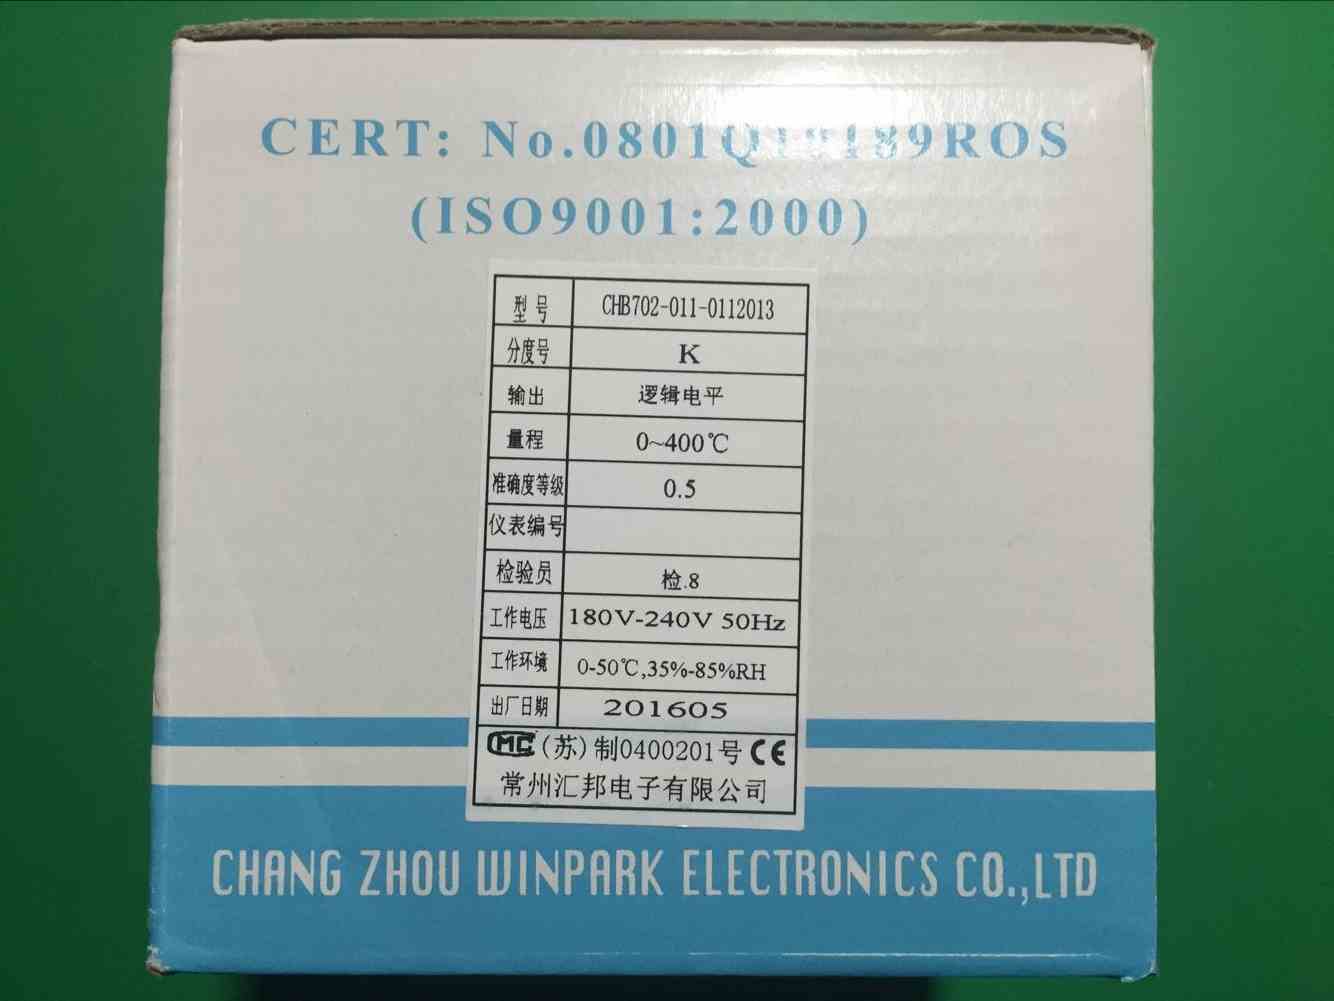 CERT: No.0801Q10189ROS
(ISO9001:2000)
型号 CHB702-011-0112013
分度号 K
输出 逻辑电平
量程 0~400℃
准确度等级 0.5
仪表编号
检验员 检.8
工作电压 180V-240V 50Hz
工作环境 0-50℃,35%-85%RH
出厂日期 201605
MC (苏)制0400201号 CE
常州汇邦电子有限公司
CHANG ZHOU WINPARK ELECTRONICS CO.,LTD